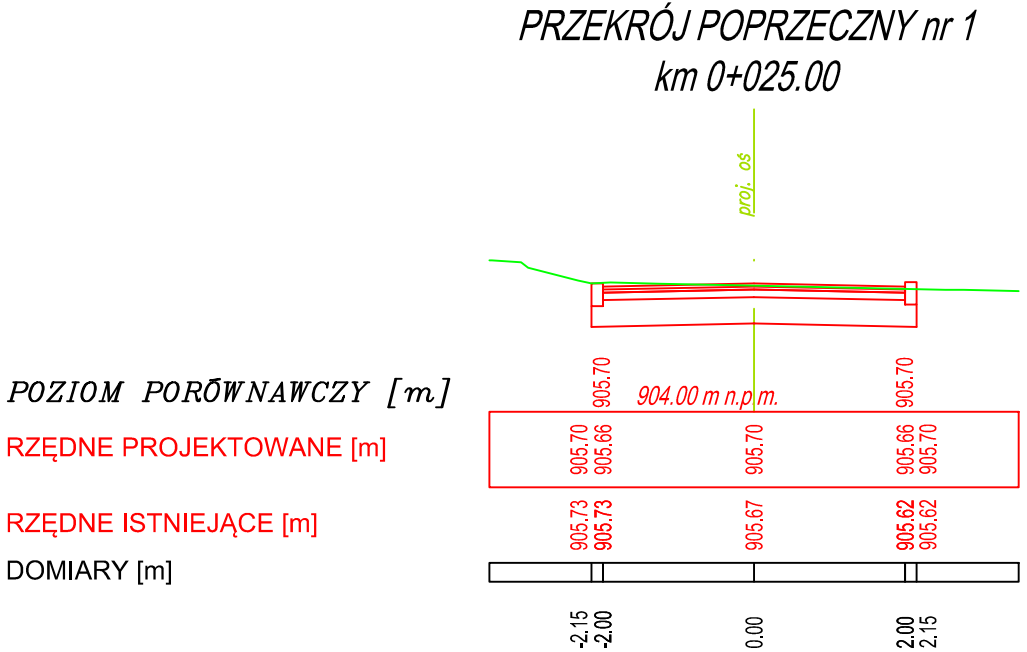 PRZEKRÓJ POPRZECZNY nr 1
km 0+025.00
proj. oś
905.70 905.70
POZIOM PORÓWNAWCZY [m] 904.00 m n.p.m.
RZĘDNE PROJEKTOWANE [m] 905.70 905.66 905.70 905.66 905.70
RZĘDNE ISTNIEJĄCE [m] 905.73 905.73 905.67 905.62 905.62
DOMIARY [m]
-2.15 -2.00 0.00 2.00 2.15